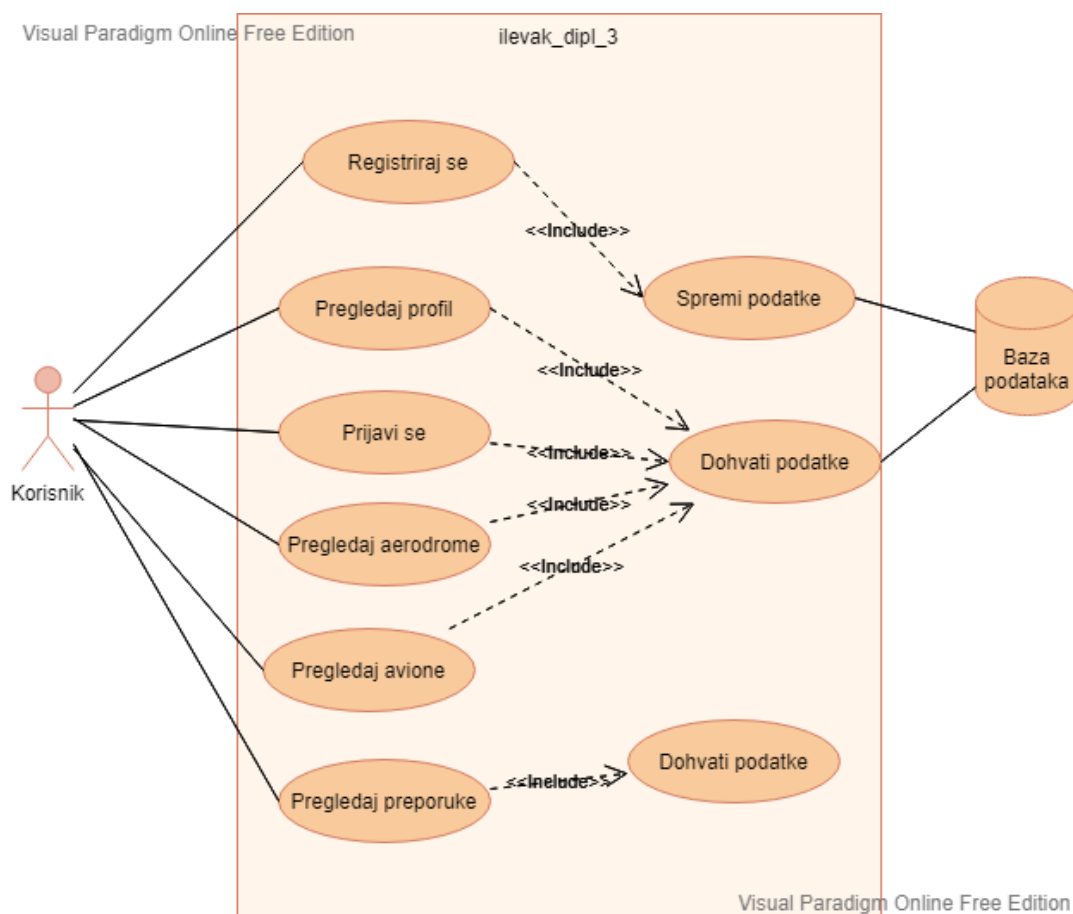 Visual Paradigm Online Free Edition
ilevak_dipl_3
Registriraj se
<<Include>>
Pregledaj profil
Spremi podatke
<<Include>>
Baza
podataka
Prijavi se
<<Include>>
Dohvati podatke
Korisnik
<<Include>>
Pregledaj aerodrome
<<Include>>
Pregledaj avione
Dohvati podatke
<<Include>>
Pregledaj preporuke
Visual Paradigm Online Free Edition